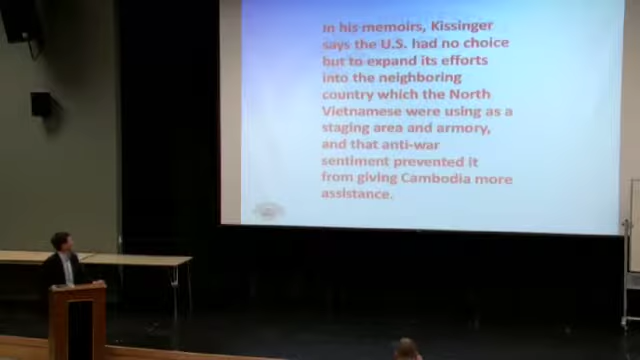 In his memoirs, Kissinger
says the U.S. had no choice
but to expand its efforts
into the neighboring
country which the North
Vietnamese were using as a
staging area and armory,
and that anti-war
sentiment prevented it
from giving Cambodia more
assistance.